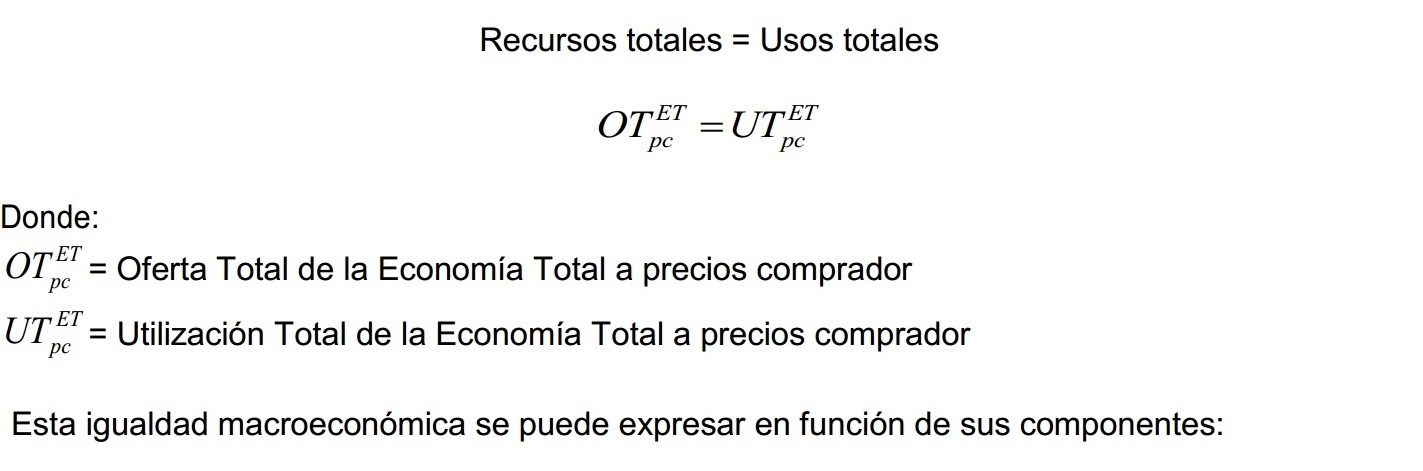 Recursos totales = Usos totales
$OT_{pc}^{ET} = UT_{pc}^{ET}$
Donde:
$OT_{pc}^{ET}$ = Oferta Total de la Economía Total a precios comprador
$UT_{pc}^{ET}$ = Utilización Total de la Economía Total a precios comprador
Esta igualdad macroeconómica se puede expresar en función de sus componentes: